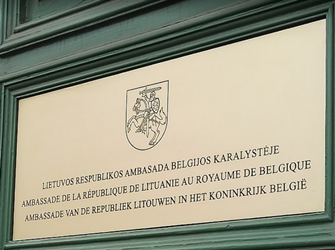 LIETUVOS RESPUBLIKOS AMBASADA BELGIJOS KARALYSTĖJE
AMBASSADE DE LA RÉPUBLIQUE DE LITUANIE AU ROYAUME DE BELGIQUE
AMBASSADE VAN DE REPUBLIEK LITOUWEN IN HET KONINKRIJK BELGIË